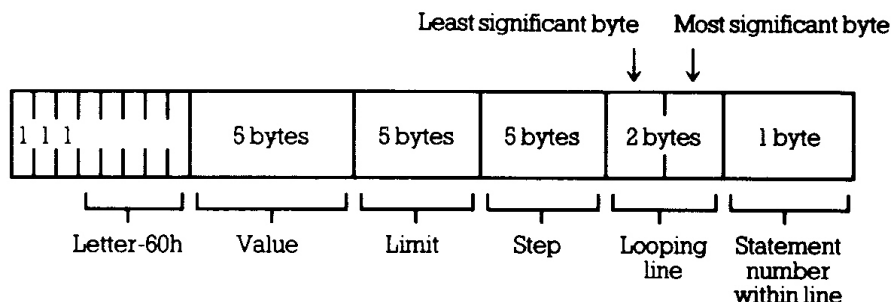 Least significant byte Most significant byte
1 1 1 5 bytes 5 bytes 5 bytes 2 bytes 1 byte
Letter-60h Value Limit Step Looping Statement
line number
within line